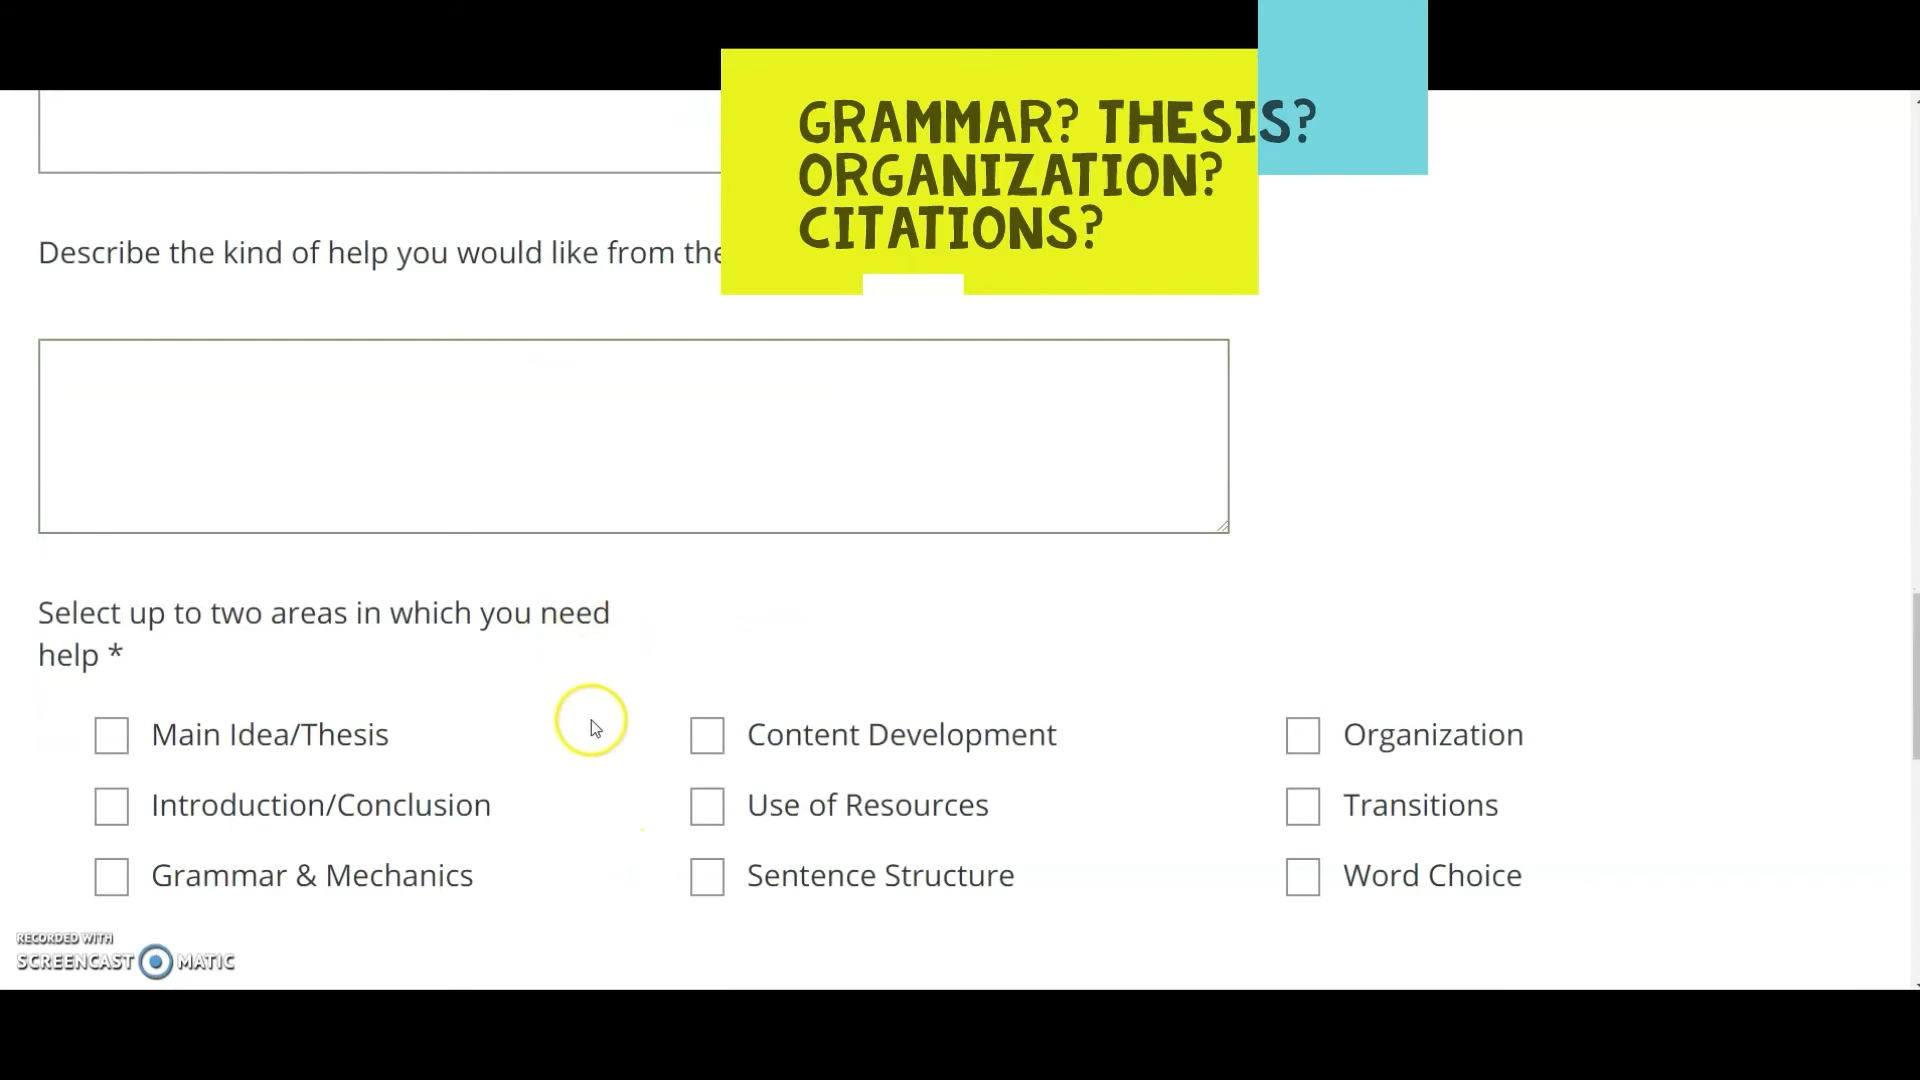 GRAMMAR? THESIS?
ORGANIZATION?
CITATIONS?
Describe the kind of help you would like from the
Select up to two areas in which you need
help *
Main Idea/Thesis
Content Development
Organization
Introduction/Conclusion
Use of Resources
Transitions
Grammar & Mechanics
Sentence Structure
Word Choice
RECORDED WITH
SCREENCAST MATIC